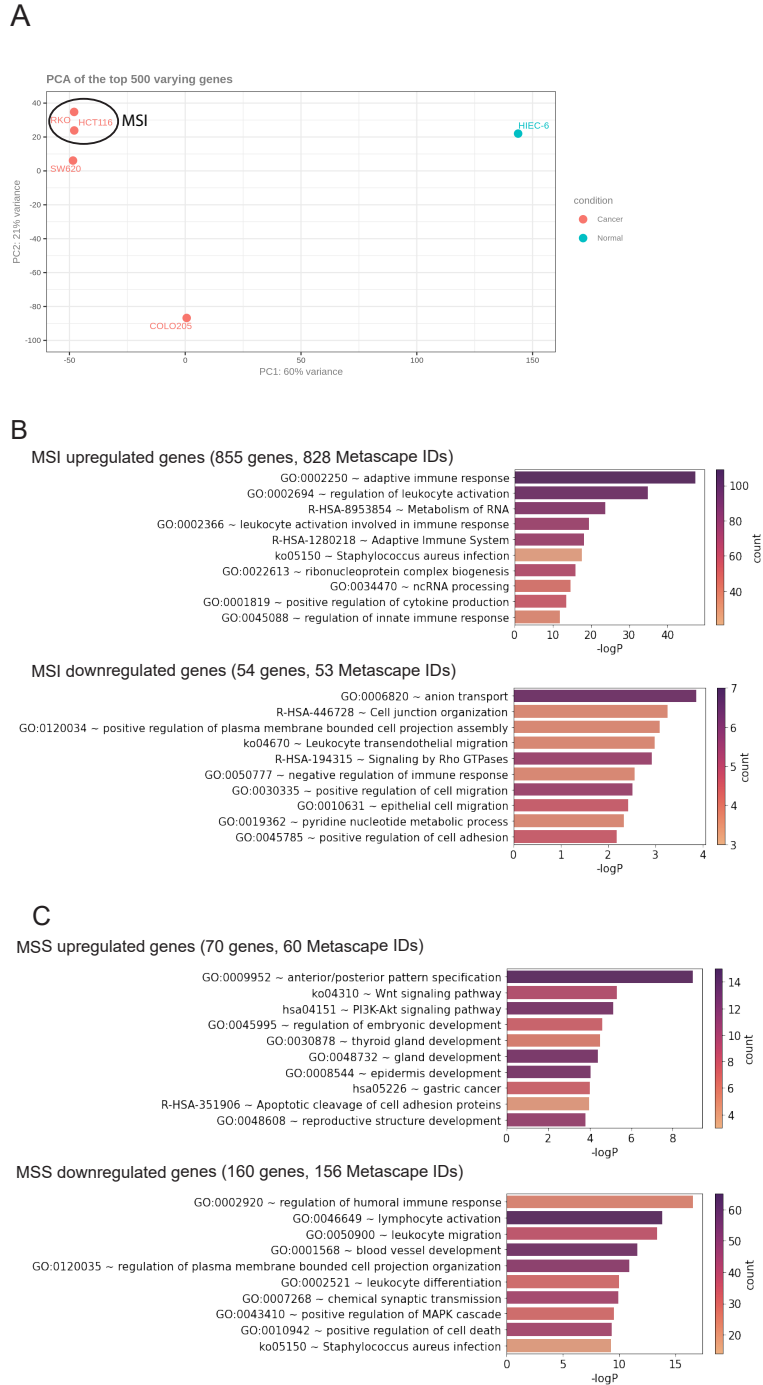 A
PCA of the top 500 varying genes
40
20
0
-20
-40
-60
-80
-100
PC2: 21% variance
RKO
HCT116
MSI
SW620
COLO205
HIEC-6
-50
0
50
100
150
PC1: 60% variance
condition
Cancer
Normal
B
MSI upregulated genes (855 genes, 828 Metascape IDs)
GO:0002250 ~ adaptive immune response
GO:0002694 ~ regulation of leukocyte activation
R-HSA-8953854 ~ Metabolism of RNA
GO:0002366 ~ leukocyte activation involved in immune response
R-HSA-1280218 ~ Adaptive Immune System
ko05150 ~ Staphylococcus aureus infection
GO:0022613 ~ ribonucleoprotein complex biogenesis
GO:0034470 ~ ncRNA processing
GO:0001819 ~ positive regulation of cytokine production
GO:0045088 ~ regulation of innate immune response
0 10 20 30 40
-logP
100
80
60
40
count
MSI downregulated genes (54 genes, 53 Metascape IDs)
GO:0006820 ~ anion transport
R-HSA-446728 ~ Cell junction organization
GO:0120034 ~ positive regulation of plasma membrane bounded cell projection assembly
ko04670 ~ Leukocyte transendothelial migration
R-HSA-194315 ~ Signaling by Rho GTPases
GO:0050777 ~ negative regulation of immune response
GO:0030335 ~ positive regulation of cell migration
GO:0010631 ~ epithelial cell migration
GO:0019362 ~ pyridine nucleotide metabolic process
GO:0045785 ~ positive regulation of cell adhesion
0 1 2 3 4
-logP
7
6
5
4
3
count
C
MSS upregulated genes (70 genes, 60 Metascape IDs)
GO:0009952 ~ anterior/posterior pattern specification
ko04310 ~ Wnt signaling pathway
hsa04151 ~ PI3K-Akt signaling pathway
GO:0045995 ~ regulation of embryonic development
GO:0030878 ~ thyroid gland development
GO:0048732 ~ gland development
GO:0008544 ~ epidermis development
hsa05226 ~ gastric cancer
R-HSA-351906 ~ Apoptotic cleavage of cell adhesion proteins
GO:0048608 ~ reproductive structure development
0 2 4 6 8
-logP
14
12
10
8
6
4
count
MSS downregulated genes (160 genes, 156 Metascape IDs)
GO:0002920 ~ regulation of humoral immune response
GO:0046649 ~ lymphocyte activation
GO:0050900 ~ leukocyte migration
GO:0001568 ~ blood vessel development
GO:0120035 ~ regulation of plasma membrane bounded cell projection organization
GO:0002521 ~ leukocyte differentiation
GO:0007268 ~ chemical synaptic transmission
GO:0043410 ~ positive regulation of MAPK cascade
GO:0010942 ~ positive regulation of cell death
ko05150 ~ Staphylococcus aureus infection
0 5 10 15
-logP
60
50
40
30
20
count